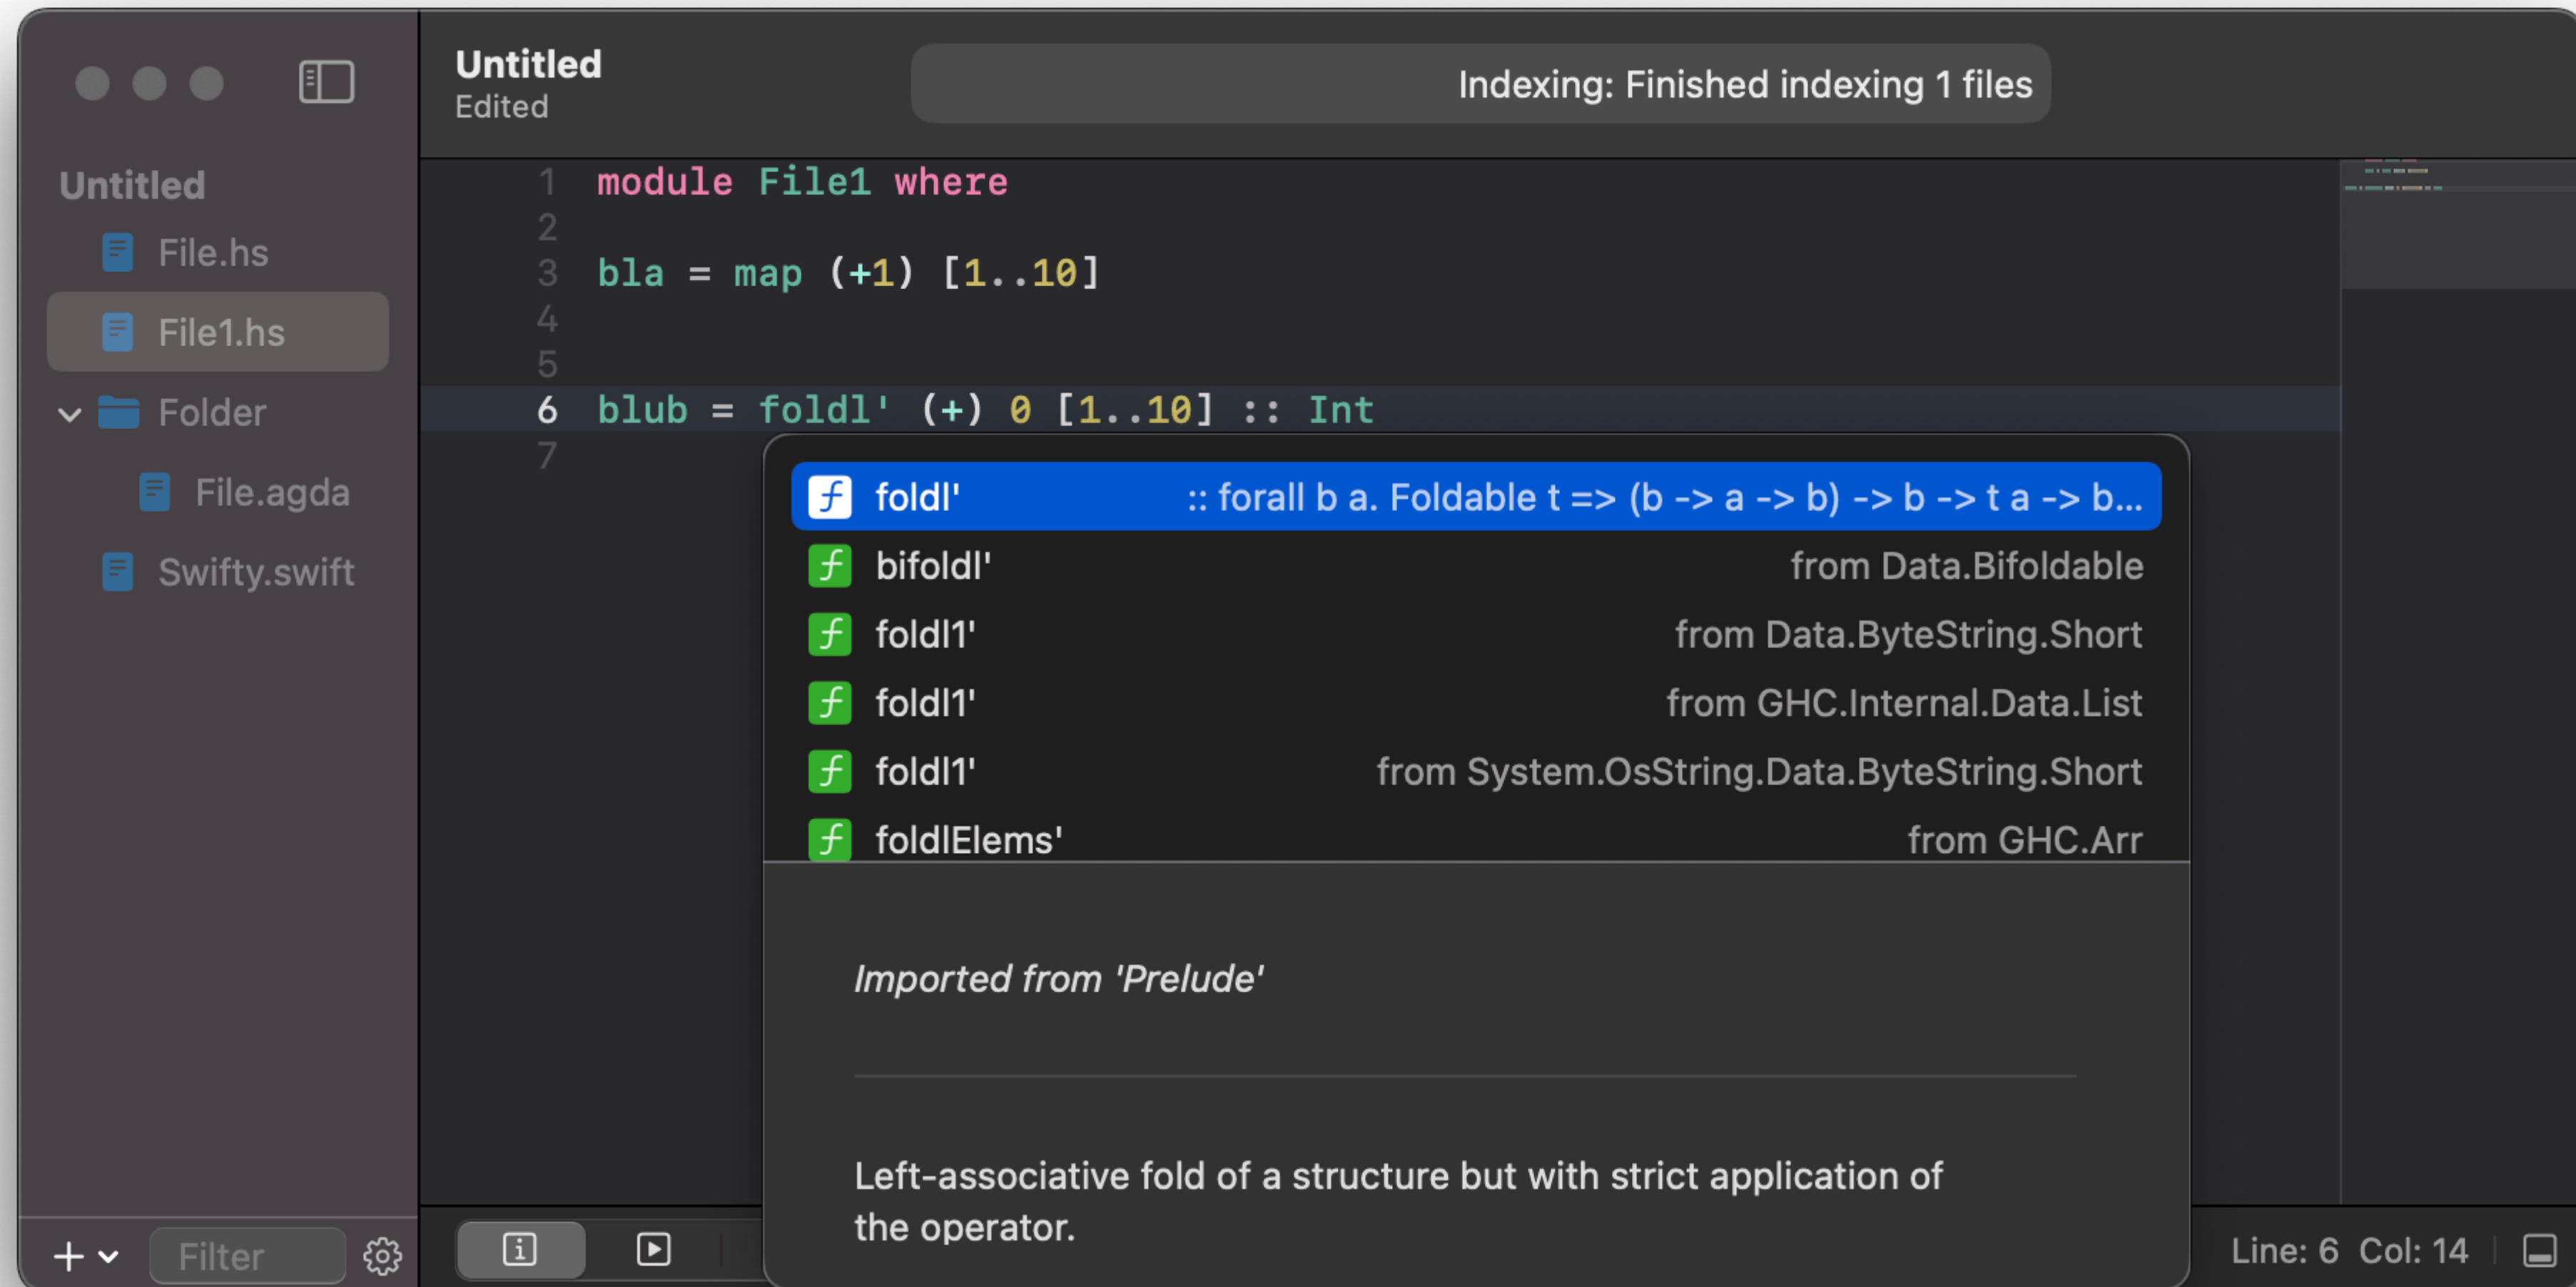 Untitled
Edited
Indexing: Finished indexing 1 files
Untitled
File.hs
File1.hs
Folder
File.agda
Swifty.swift
Filter
1 module File1 where
2
3 bla = map (+1) [1..10]
4
5
6 blub = foldl' (+) 0 [1..10] :: Int
7
foldl' :: forall b a. Foldable t => (b -> a -> b) -> b -> t a -> b...
bifoldl' from Data.Bifoldable
foldl1' from Data.ByteString.Short
foldl1' from GHC.Internal.Data.List
foldl1' from System.OsString.Data.ByteString.Short
foldlElems' from GHC.Arr
Imported from 'Prelude'
Left-associative fold of a structure but with strict application of
the operator.
Line: 6 Col: 14